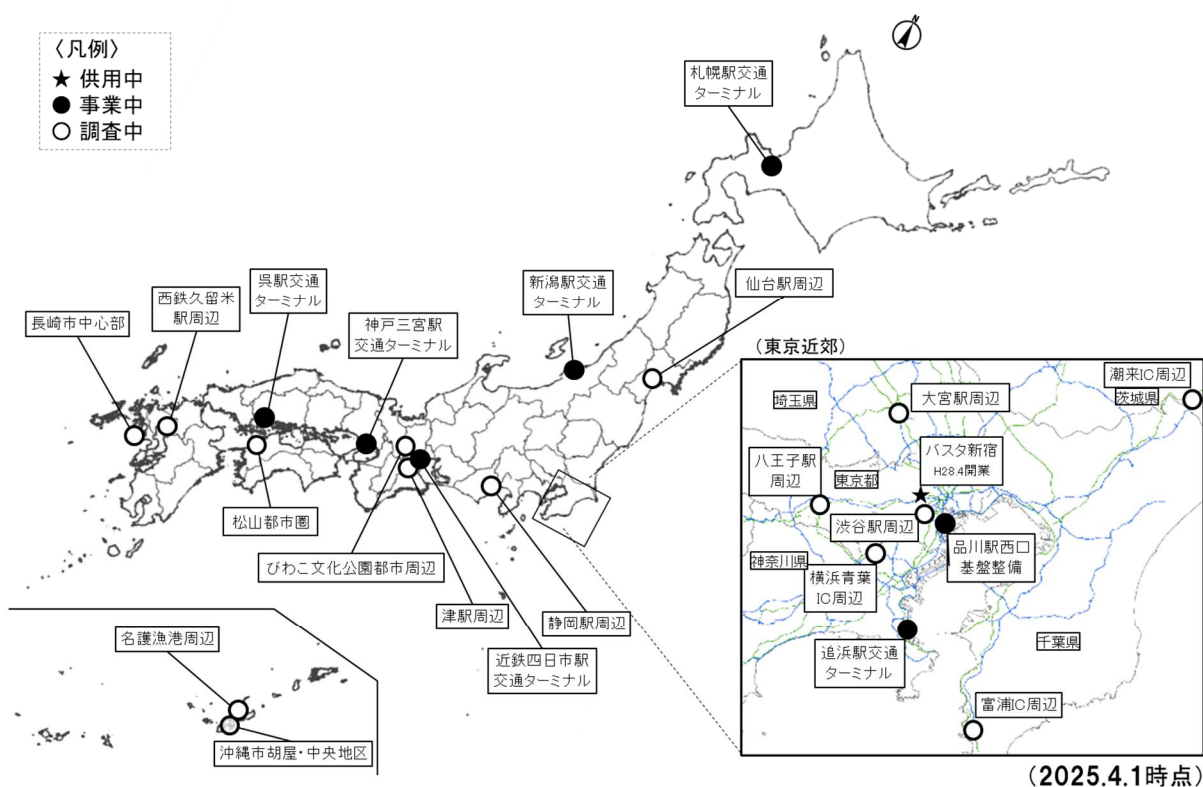 N
〈凡例〉
★ 供用中
● 事業中
○ 調査中
札幌駅交通
ターミナル
新潟駅交通
ターミナル
仙台駅周辺
呉駅交通
ターミナル
西鉄久留米
駅周辺
長崎市中心部
神戸三宮駅
交通ターミナル
松山都市圏
びわこ文化公園都市周辺
津駅周辺
静岡駅周辺
近鉄四日市駅
交通ターミナル
名護漁港周辺
沖縄市胡屋・中央地区
(東京近郊)
潮来IC周辺
茨城県
埼玉県
大宮駅周辺
バスタ新宿
H28.4開業
八王子駅
周辺
東京都
渋谷駅周辺
品川駅西口
基盤整備
神奈川県
横浜青葉
IC周辺
千葉県
追浜駅交通
ターミナル
富浦IC周辺
(2025.4.1時点)